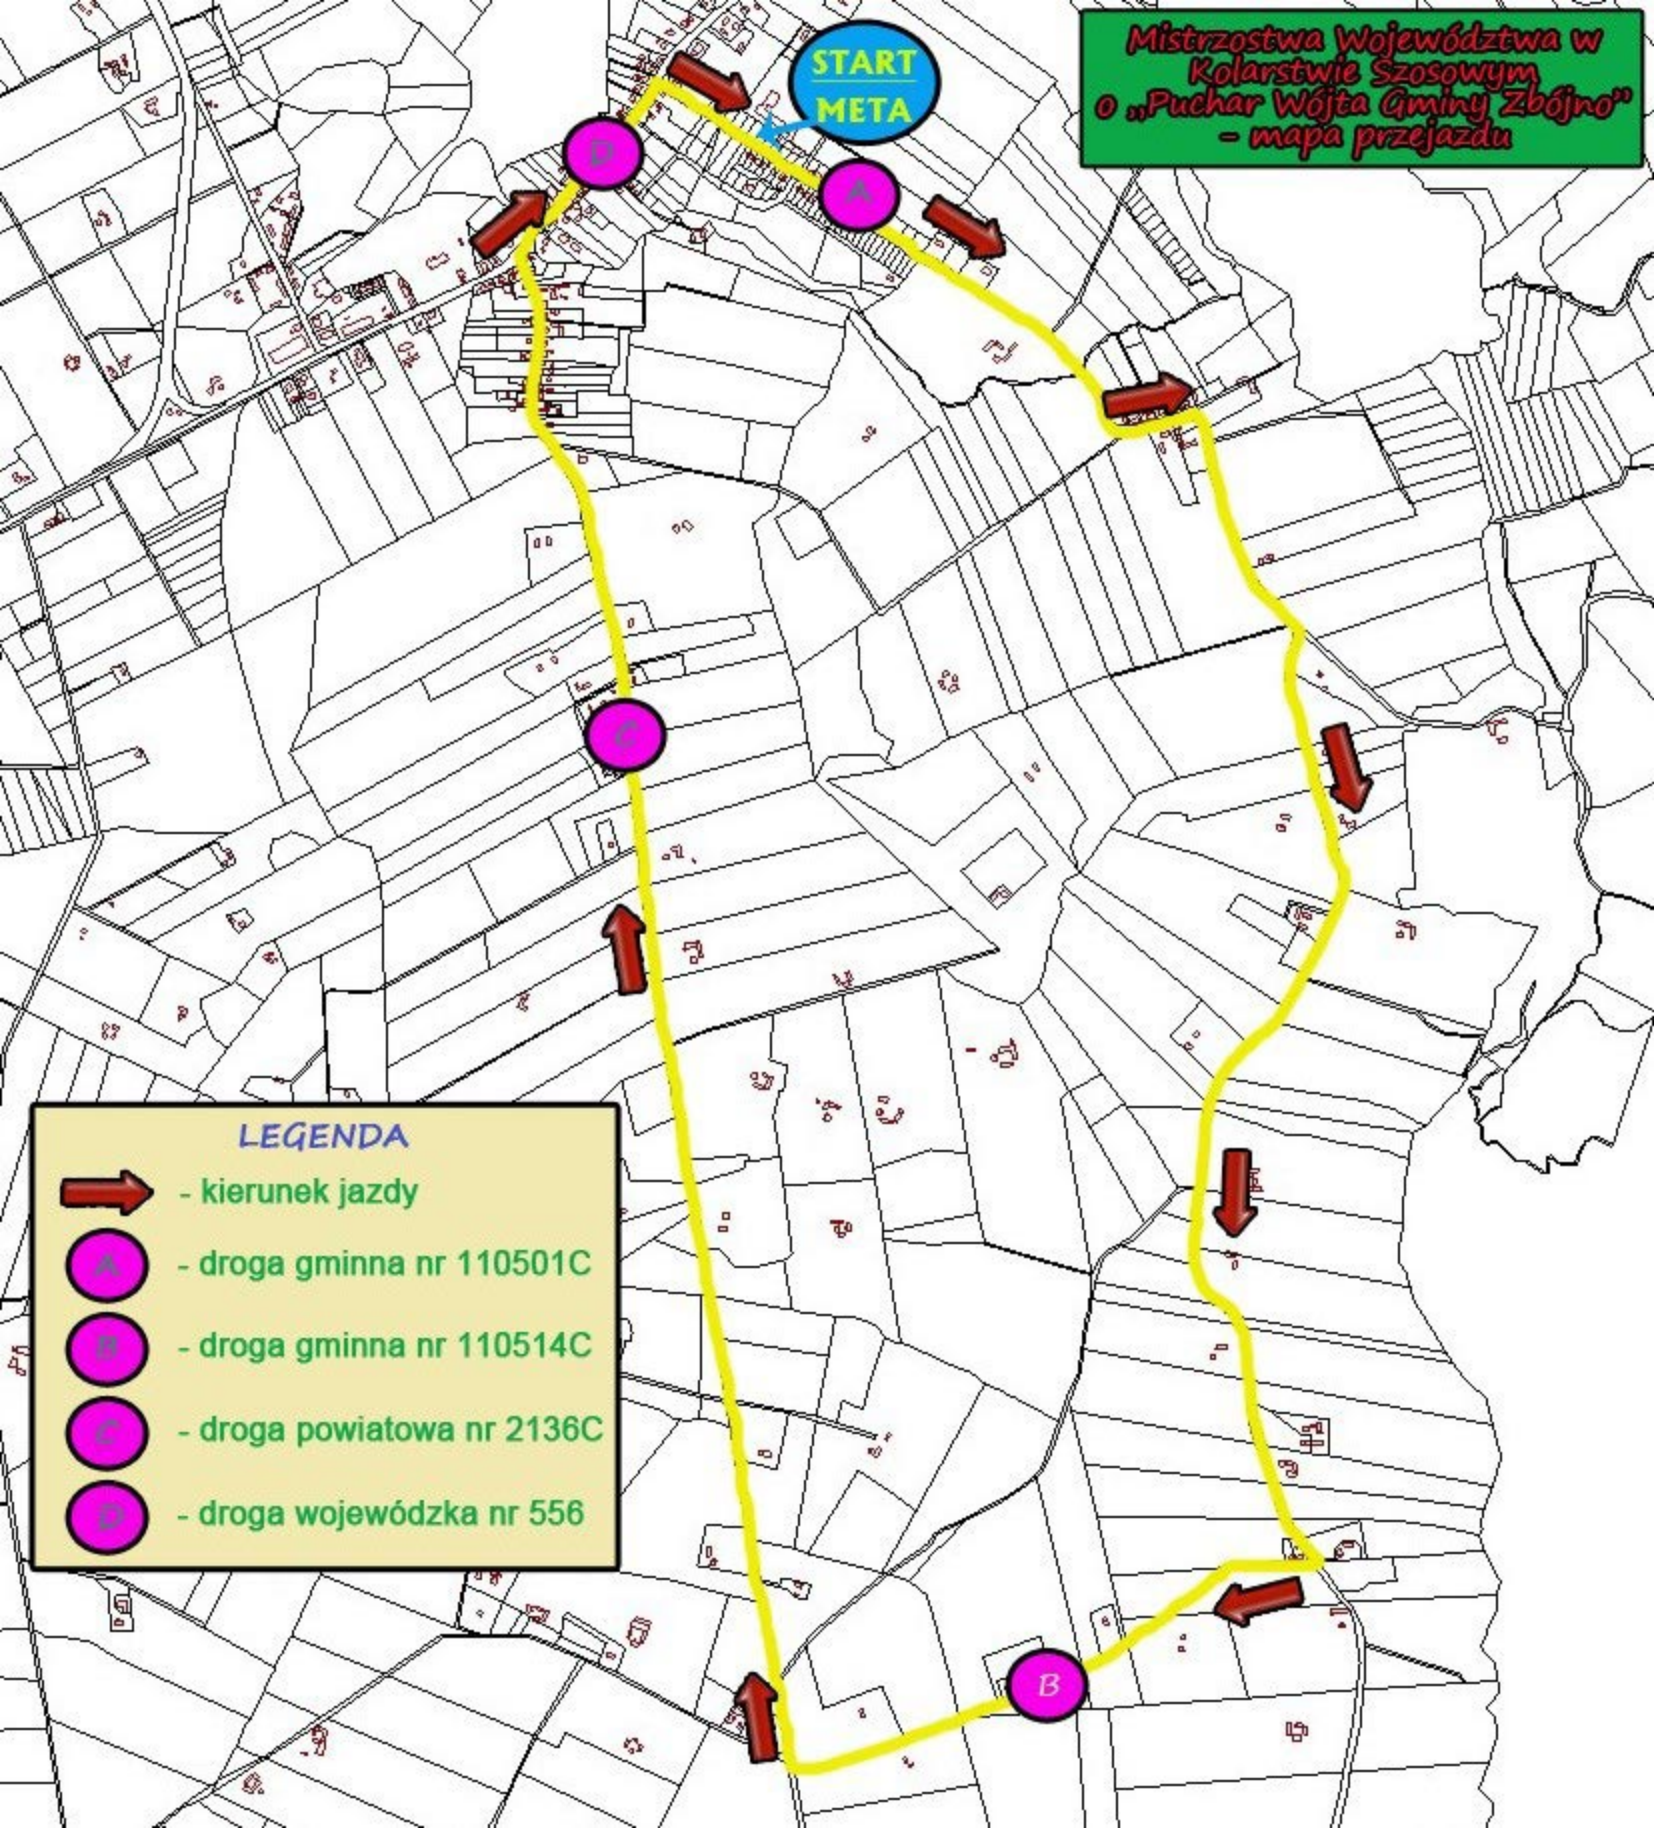 Mistrzostwa Województwa w
Kolarstwie Szosowym
o „Puchar Wójta Gminy Zbójno”
- mapa przejazdu
START
META
D
A
C
B
LEGENDA
- kierunek jazdy
A - droga gminna nr 110501C
B - droga gminna nr 110514C
C - droga powiatowa nr 2136C
D - droga wojewódzka nr 556